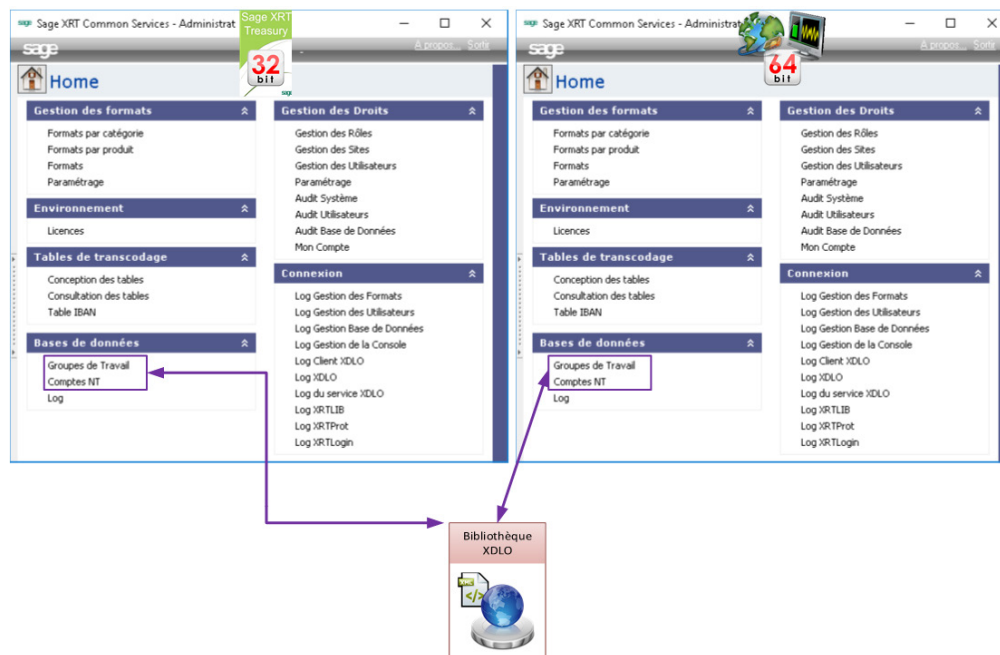 sage Sage XRT Common Services - Administrat
Sage XRT
Treasury
sage
A propos... Sortir
32
bit
sage
Home
Gestion des formats
Formats par catégorie
Formats par produit
Formats
Paramétrage
Environnement
Licences
Tables de transcodage
Conception des tables
Consultation des tables
Table IBAN
Bases de données
Groupes de Travail
Comptes NT
Log
Gestion des Droits
Gestion des Rôles
Gestion des Sites
Gestion des Utilisateurs
Paramétrage
Audit Système
Audit Utilisateurs
Audit Base de Données
Mon Compte
Connexion
Log Gestion des Formats
Log Gestion des Utilisateurs
Log Gestion Base de Données
Log Gestion de la Console
Log Client XDLO
Log XDLO
Log du service XDLO
Log XRTLIB
Log XRTProt
Log XRTLogin
sage Sage XRT Common Services - Administrat
sage
A propos... Sortir
64
bit
Home
Gestion des formats
Formats par catégorie
Formats par produit
Formats
Paramétrage
Environnement
Licences
Tables de transcodage
Conception des tables
Consultation des tables
Table IBAN
Bases de données
Groupes de Travail
Comptes NT
Log
Gestion des Droits
Gestion des Rôles
Gestion des Sites
Gestion des Utilisateurs
Paramétrage
Audit Système
Audit Utilisateurs
Audit Base de Données
Mon Compte
Connexion
Log Gestion des Formats
Log Gestion des Utilisateurs
Log Gestion Base de Données
Log Gestion de la Console
Log Client XDLO
Log XDLO
Log du service XDLO
Log XRTLIB
Log XRTProt
Log XRTLogin
Bibliothèque
XDLO